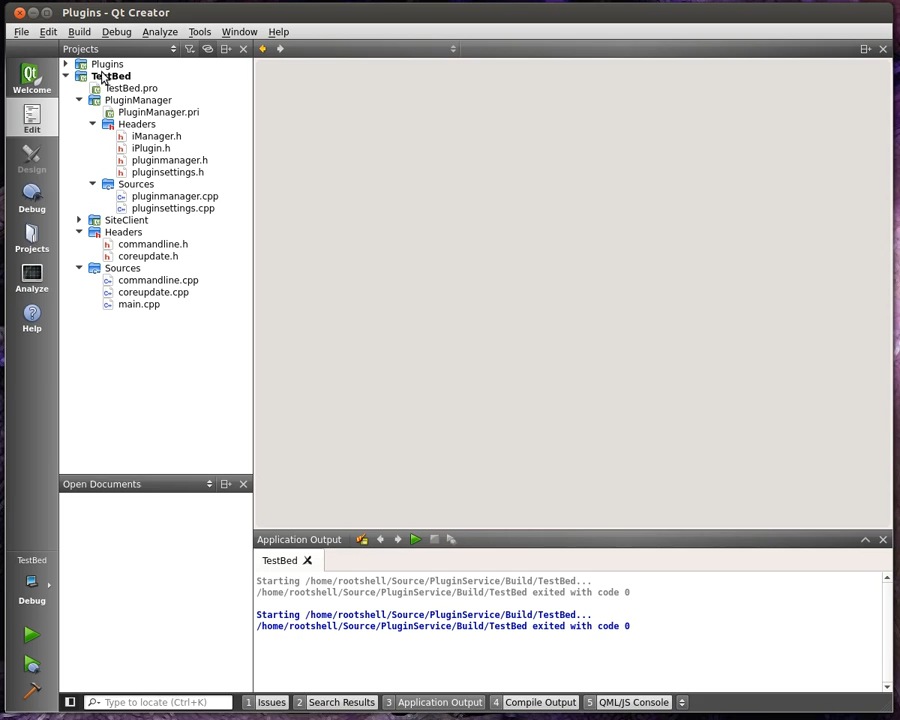 Plugins - Qt Creator
File Edit Build Debug Analyze Tools Window Help
Projects
Plugins
TestBed
TestBed.pro
PluginManager
PluginManager.pri
Headers
iManager.h
iPlugin.h
pluginmanager.h
pluginsettings.h
Sources
pluginmanager.cpp
pluginsettings.cpp
SiteClient
Headers
commandline.h
coreupdate.h
Sources
commandline.cpp
coreupdate.cpp
main.cpp
Welcome
Edit
Design
Debug
Projects
Analyze
Help
TestBed
Debug
Open Documents
Application Output
TestBed
Starting /home/rootshell/Source/PluginService/Build/TestBed...
/home/rootshell/Source/PluginService/Build/TestBed exited with code 0
Starting /home/rootshell/Source/PluginService/Build/TestBed...
/home/rootshell/Source/PluginService/Build/TestBed exited with code 0
Type to locate (Ctrl+K) 1 Issues 2 Search Results 3 Application Output 4 Compile Output 5 QML/JS Console